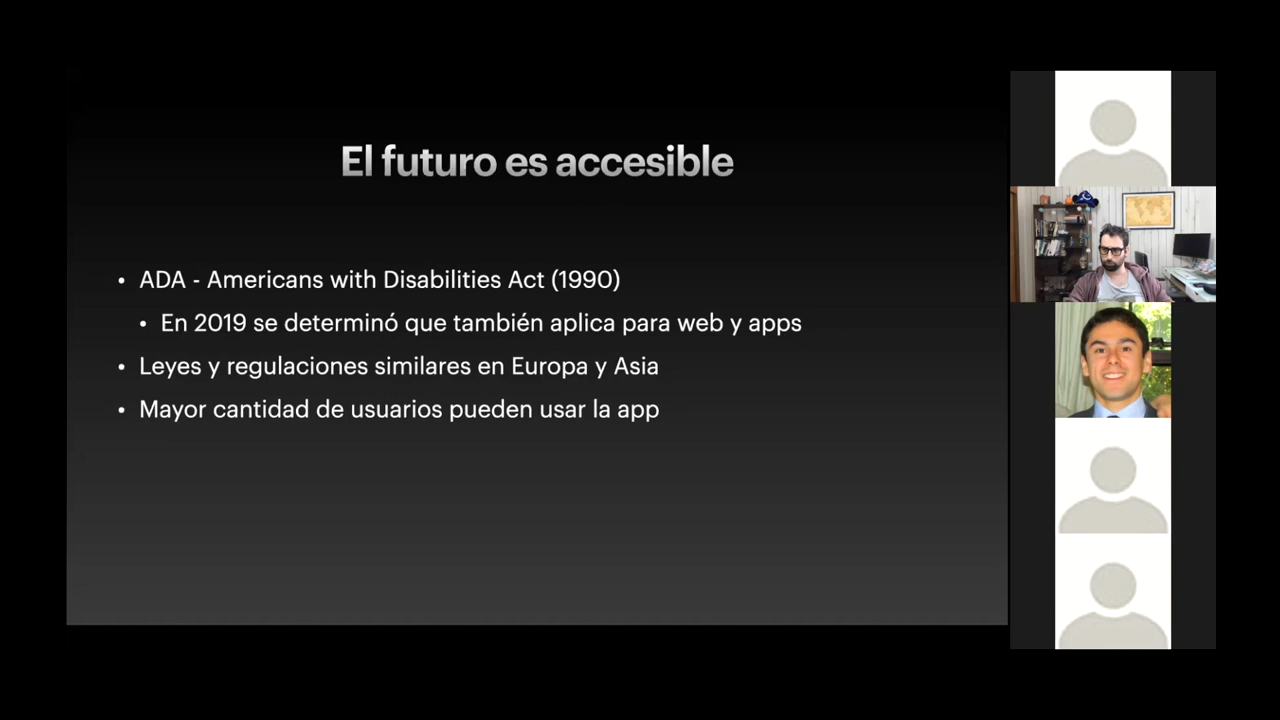 El futuro es accesible
• ADA - Americans with Disabilities Act (1990)
• En 2019 se determinó que también aplica para web y apps
• Leyes y regulaciones similares en Europa y Asia
• Mayor cantidad de usuarios pueden usar la app